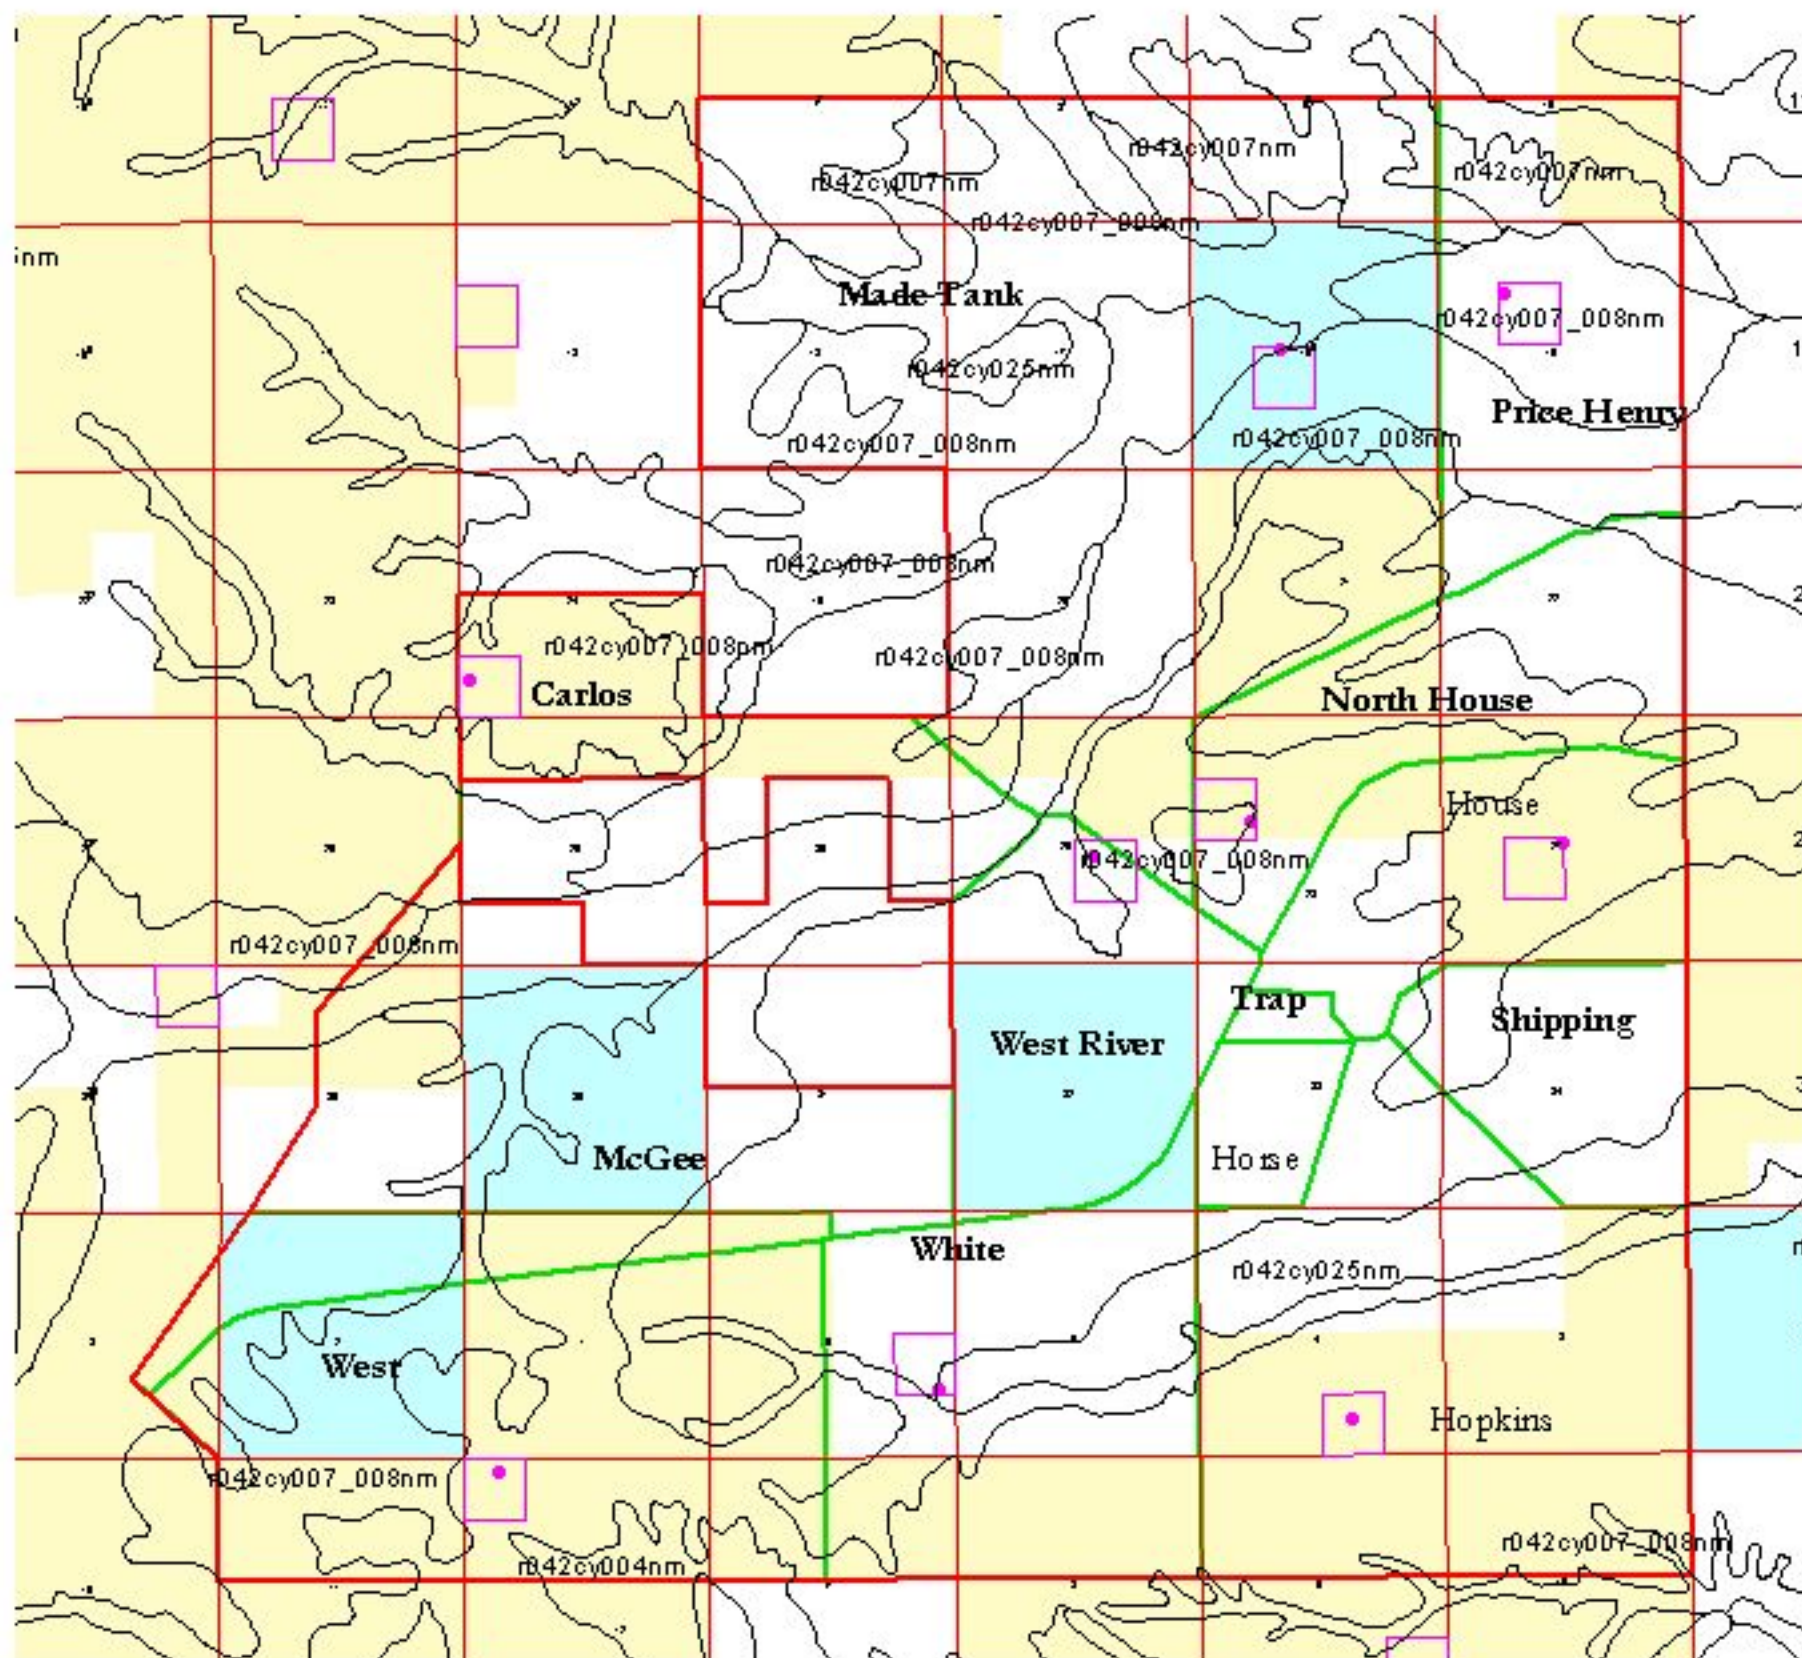 r042cy007nm
r042cy007nm
r042cy007nm
r042cy007_008nm
nm
Made Tank
r042cy007_008nm
r042cy025nm
Price Henry
r042cy007_008nm
r042cy007_008nm
r042cy007_008nm
r042cy007_008nm
r042cy007_008nm
Carlos
North House
House
r042cy007_008nm
r042cy007_008nm
Trap
Shipping
West River
McGee
Horse
White
r042cy025nm
West
Hopkins
r042cy007_008nm
r042cy007_008nm
r042cy004nm